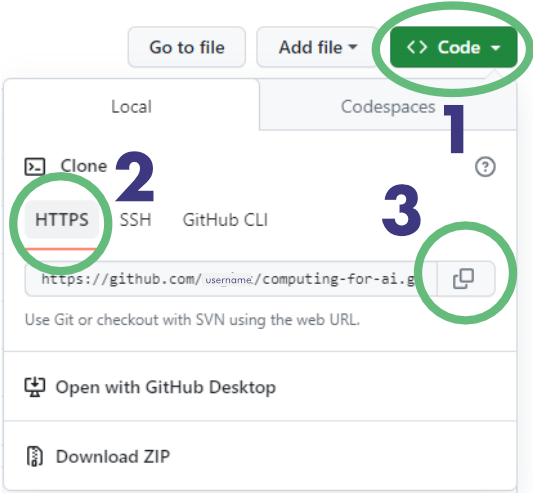 Go to file Add file <> Code
1
Local Codespaces
Clone
2
3
HTTPS SSH GitHub CLI
https://github.com/username/computing-for-ai.g
Use Git or checkout with SVN using the web URL.
Open with GitHub Desktop
Download ZIP